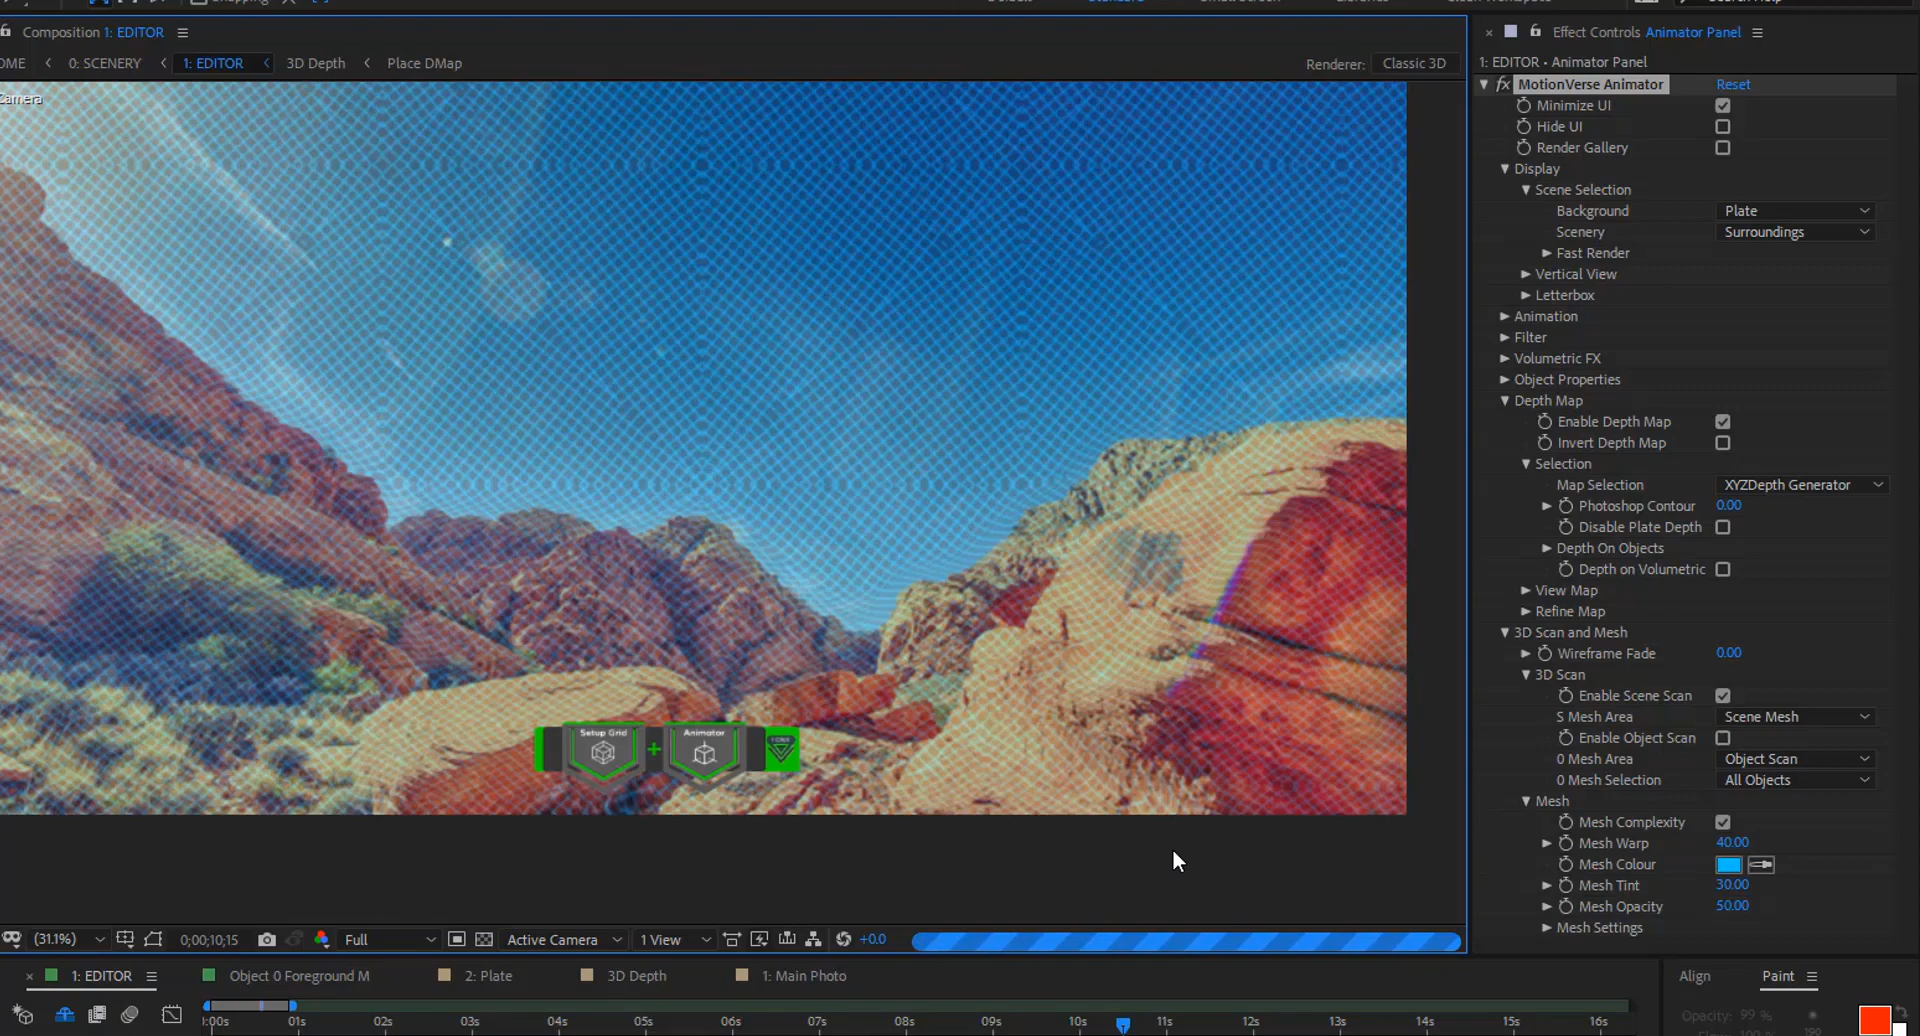 Composition 1: EDITOR
0: SCENERY
1: EDITOR
3D Depth
Place DMap
Renderer:
Classic 3D
Camera
Setup Grid
+
Animator
(31.1%)
0;00;10;15
Full
Active Camera
1 View
+0.0
Effect Controls Animator Panel
1: EDITOR • Animator Panel
fx MotionVerse Animator Reset
Minimize UI
Hide UI
Render Gallery
Display
Scene Selection
Background Plate
Scenery Surroundings
Fast Render
Vertical View
Letterbox
Animation
Filter
Volumetric FX
Object Properties
Depth Map
Enable Depth Map
Invert Depth Map
Selection
Map Selection XYZDepth Generator
Photoshop Contour 0.00
Disable Plate Depth
Depth On Objects
Depth on Volumetric
View Map
Refine Map
3D Scan and Mesh
Wireframe Fade 0.00
3D Scan
Enable Scene Scan
S Mesh Area Scene Mesh
Enable Object Scan
0 Mesh Area Object Scan
0 Mesh Selection All Objects
Mesh
Mesh Complexity
Mesh Warp 40.00
Mesh Colour
Mesh Tint 30.00
Mesh Opacity 50.00
Mesh Settings
1: EDITOR
Object 0 Foreground M
2: Plate
3D Depth
1: Main Photo
Align
Paint
Opacity: 99 %
01s 02s 03s 04s 05s 06s 07s 08s 09s 10s 11s 12s 13s 14s 15s 16s